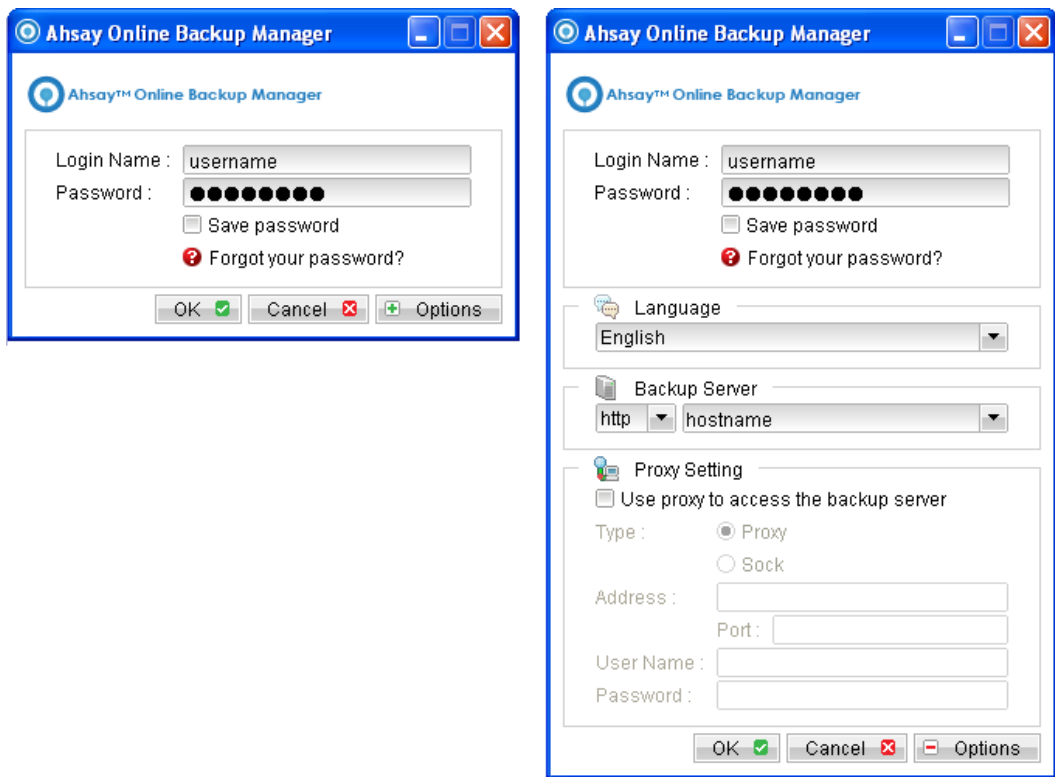 Ahsay Online Backup Manager
Ahsay™ Online Backup Manager
Login Name : username
Password : ●●●●●●●●
Save password
Forgot your password?
OK Cancel Options
Ahsay Online Backup Manager
Ahsay™ Online Backup Manager
Login Name : username
Password : ●●●●●●●●
Save password
Forgot your password?
Language
English
Backup Server
http hostname
Proxy Setting
Use proxy to access the backup server
Type : Proxy
Sock
Address :
Port :
User Name :
Password :
OK Cancel Options